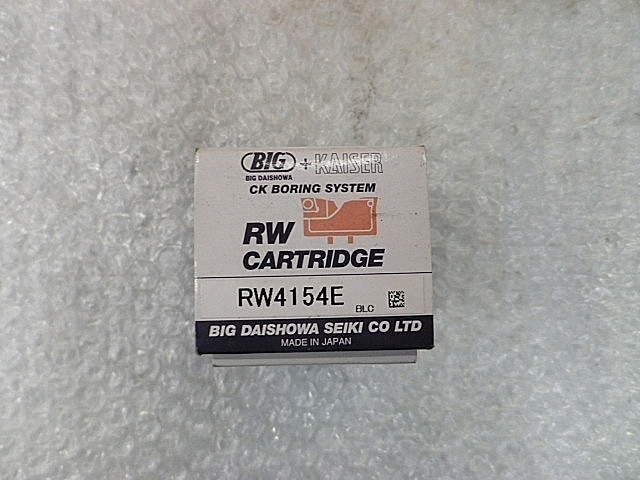 BIG + KAISER
BIG DAISHOWA
CK BORING SYSTEM
RW
CARTRIDGE
RW4154E
BLC
BIG DAISHOWA SEIKI CO LTD
MADE IN JAPAN